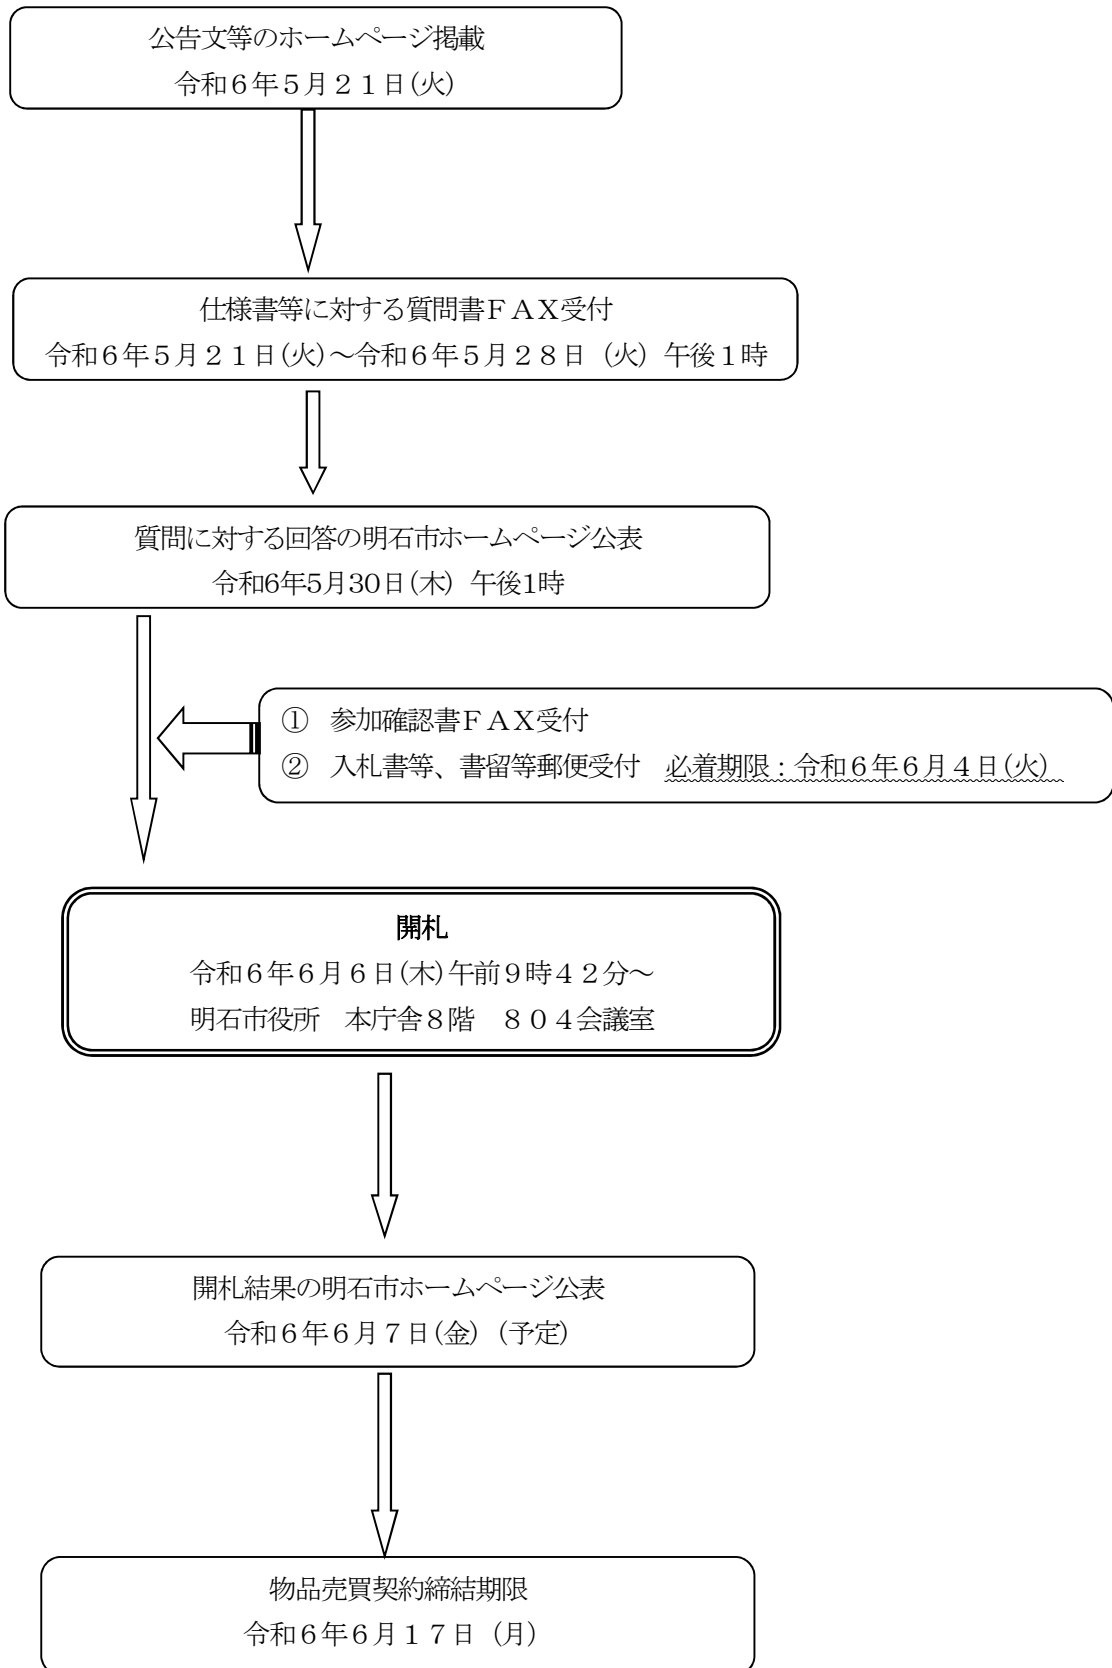 公告文等のホームページ掲載
令和６年５月２１日(火)
仕様書等に対する質問書ＦＡＸ受付
令和６年５月２１日(火)～令和６年５月２８日（火）午後１時
質問に対する回答の明石市ホームページ公表
令和6年5月30日(木) 午後1時
① 参加確認書ＦＡＸ受付
② 入札書等、書留等郵便受付　必着期限：令和６年６月４日(火)
開札
令和６年６月６日(木)午前９時４２分～
明石市役所　本庁舎８階　８０４会議室
開札結果の明石市ホームページ公表
令和６年６月７日(金)（予定）
物品売買契約締結期限
令和６年６月１７日（月）